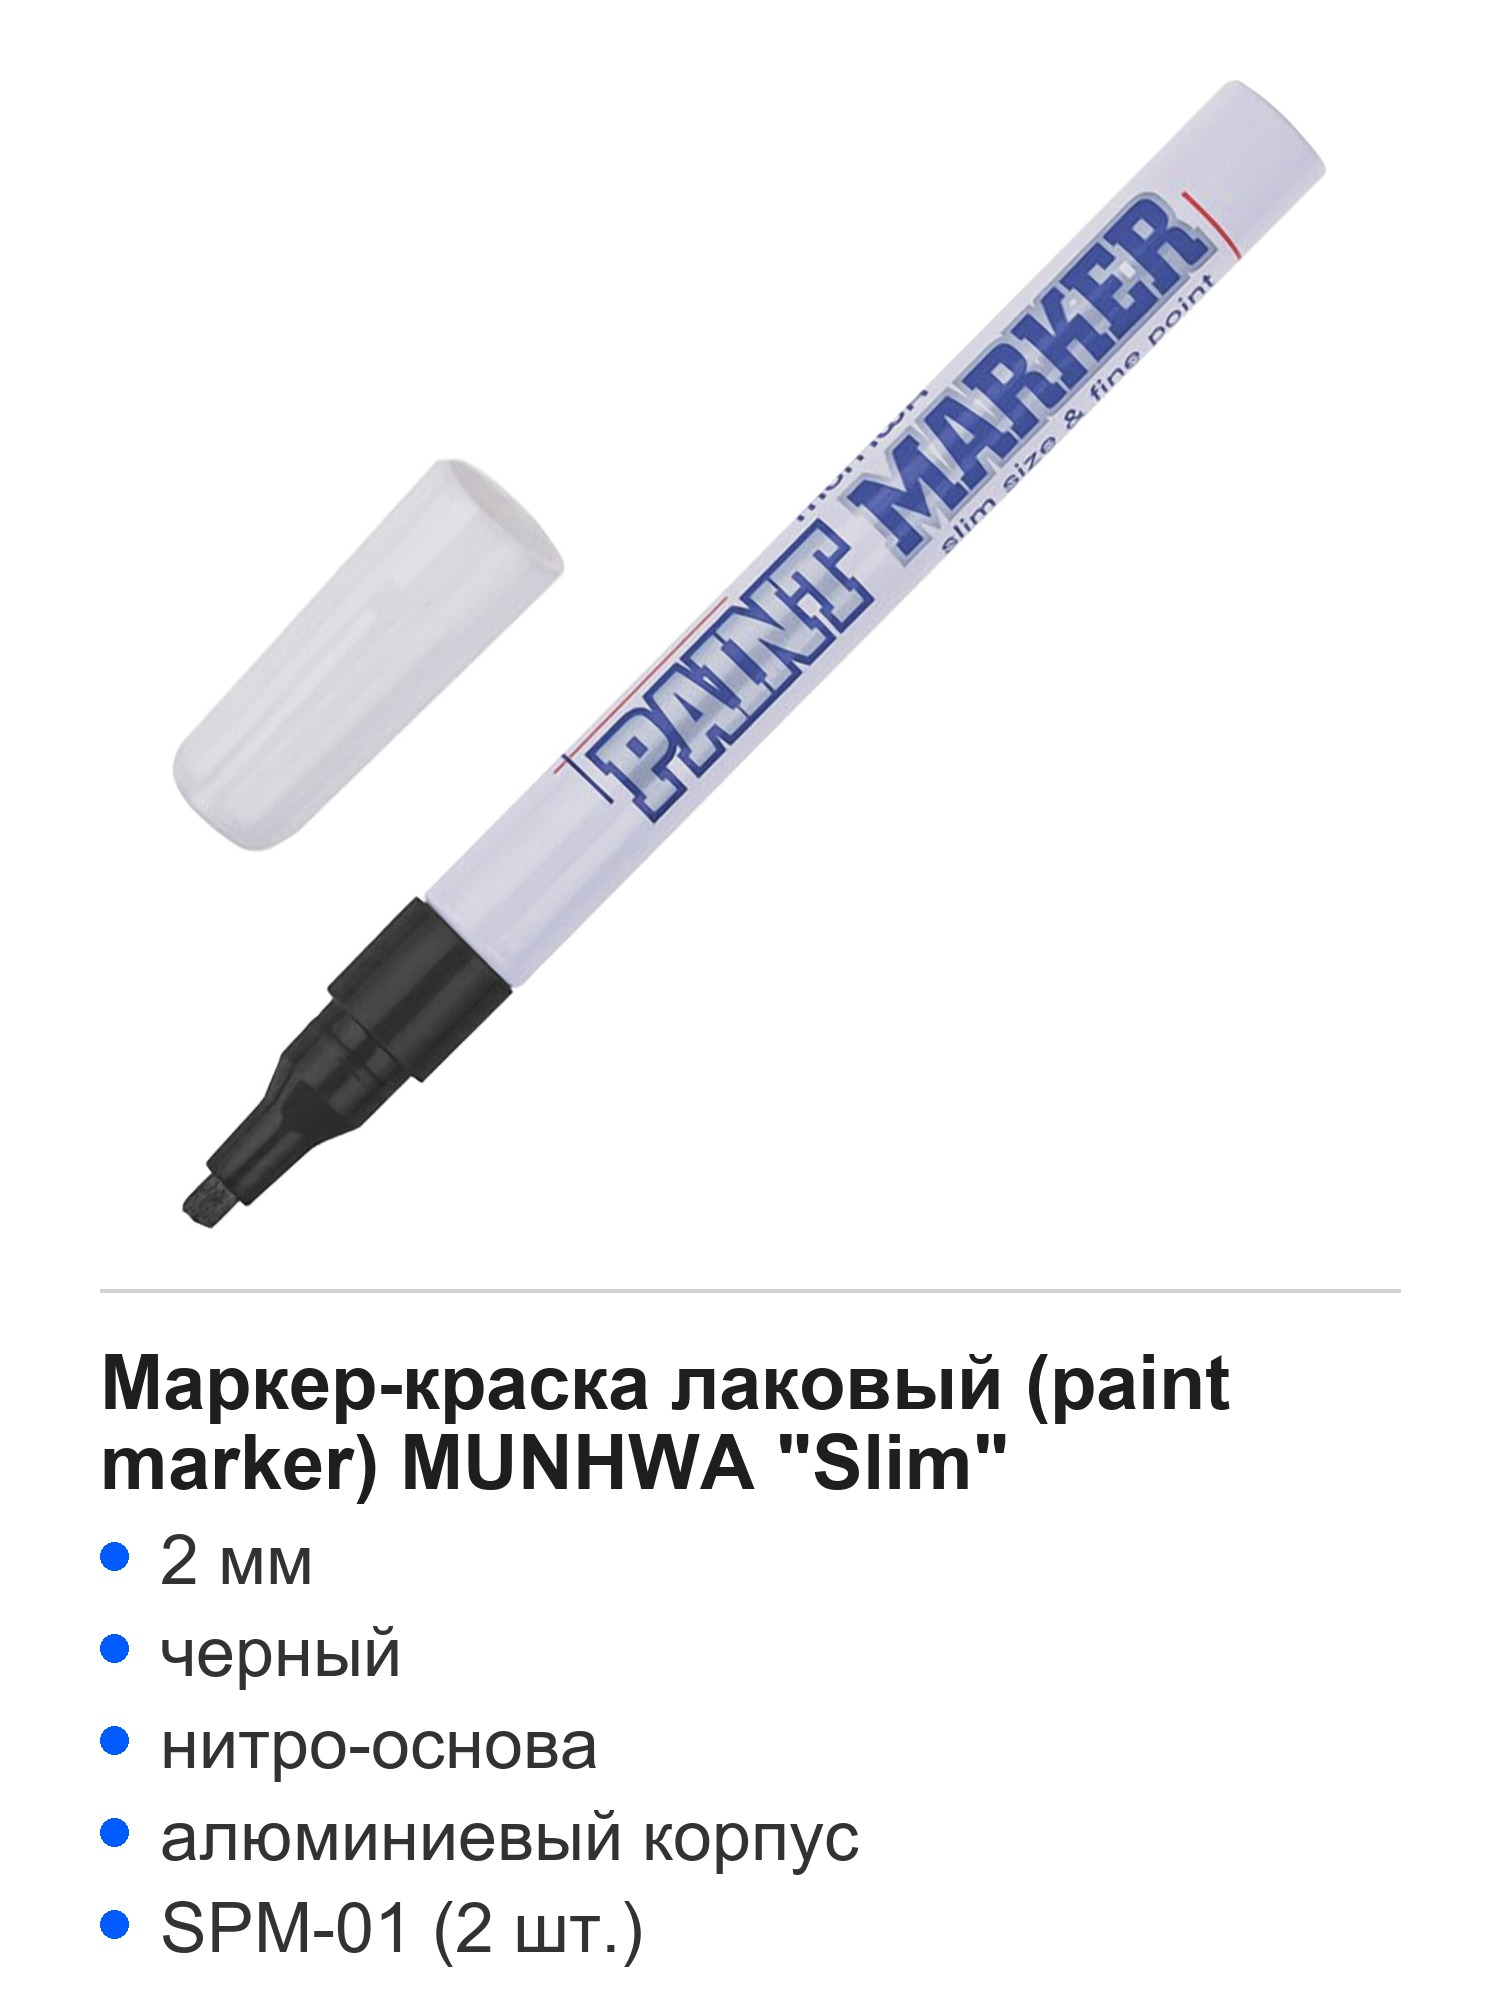 MUNHWA
PAINT MARKER
slim size & fine point
Маркер-краска лаковый (paint
marker) MUNHWA "Slim"
2 мм
черный
нитро-основа
алюминиевый корпус
SPM-01 (2 шт.)